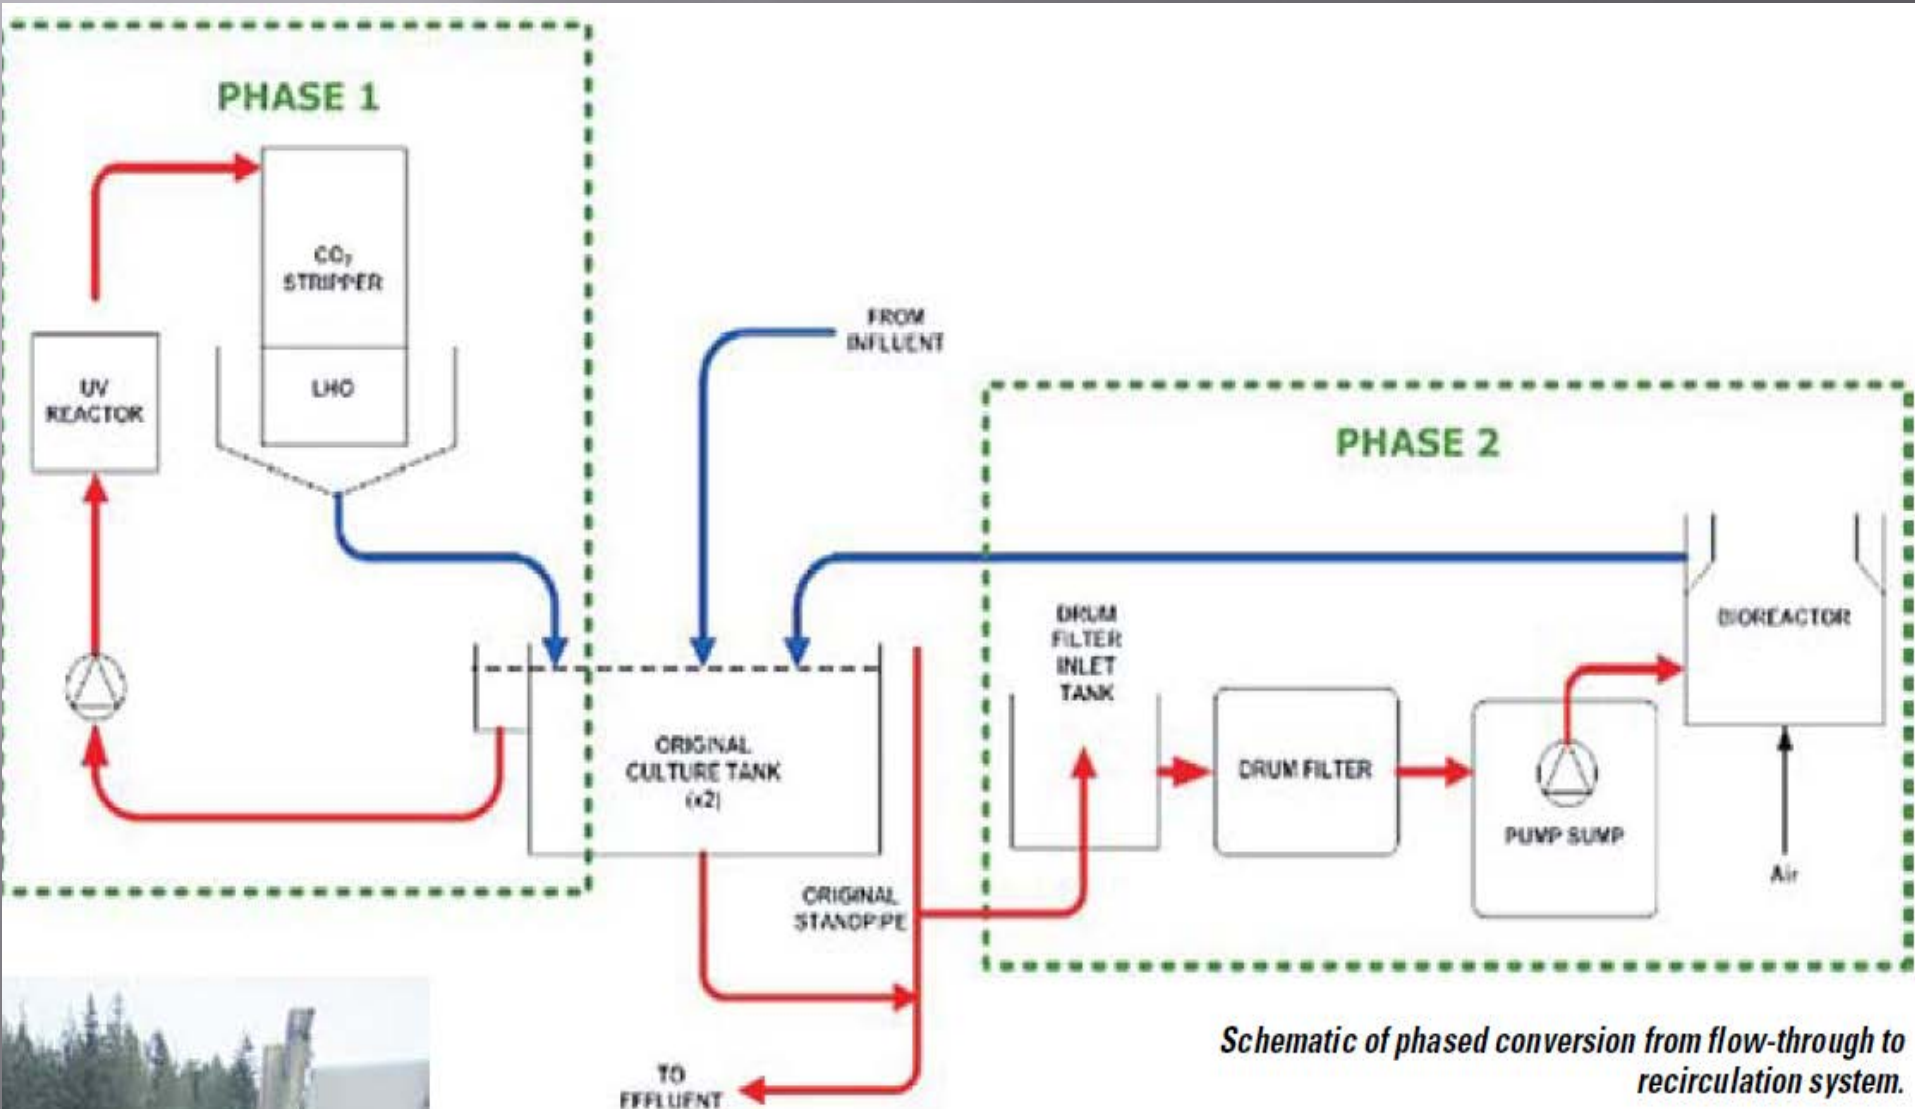 PHASE 1
CO₂
STRIPPER
LHO
UV
REACTOR
FROM
INFLUENT
PHASE 2
DRUM
FILTER
INLET
TANK
BIOREACTOR
ORIGINAL
CULTURE TANK
(x2)
DRUM FILTER
PUMP SUMP
Air
ORIGINAL
STANDPIPE
TO
EFFLUENT
Schematic of phased conversion from flow-through to
recirculation system.